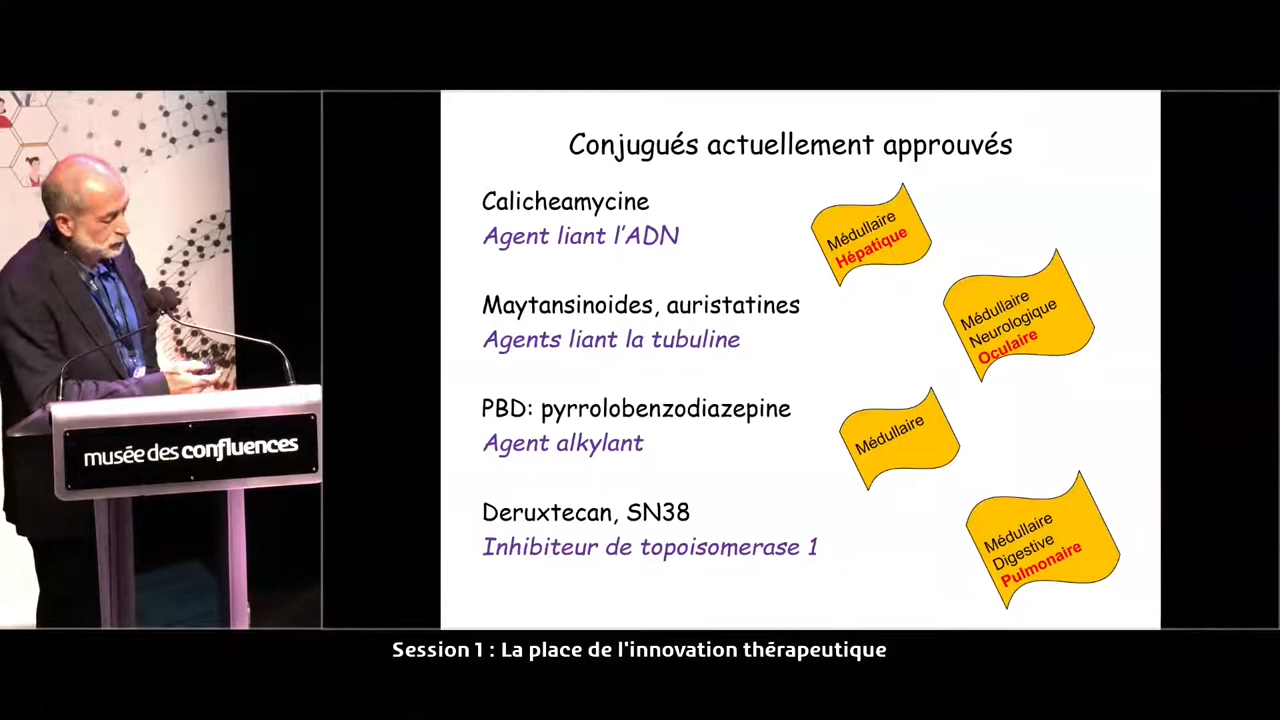 Conjugués actuellement approuvés
Calicheamycine
Agent liant l'ADN
Médullaire
Hépatique
Maytansinoides, auristatines
Agents liant la tubuline
Médullaire
Neurologique
Oculaire
PBD: pyrrolobenzodiazepine
Agent alkylant
Médullaire
Deruxtecan, SN38
Inhibiteur de topoisomerase 1
Médullaire
Digestive
Pulmonaire
musée des confluences
Session 1 : La place de l'innovation thérapeutique